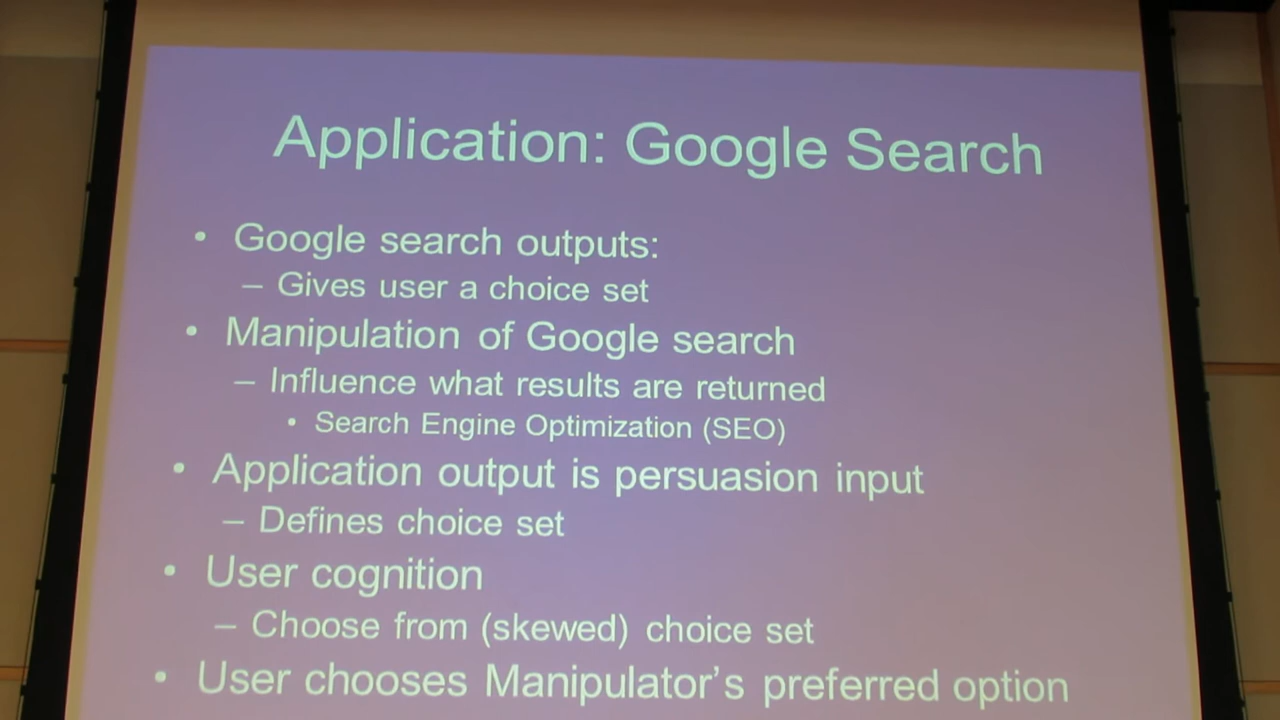 Application: Google Search
• Google search outputs:
– Gives user a choice set
• Manipulation of Google search
– Influence what results are returned
• Search Engine Optimization (SEO)
• Application output is persuasion input
– Defines choice set
• User cognition
– Choose from (skewed) choice set
• User chooses Manipulator's preferred option